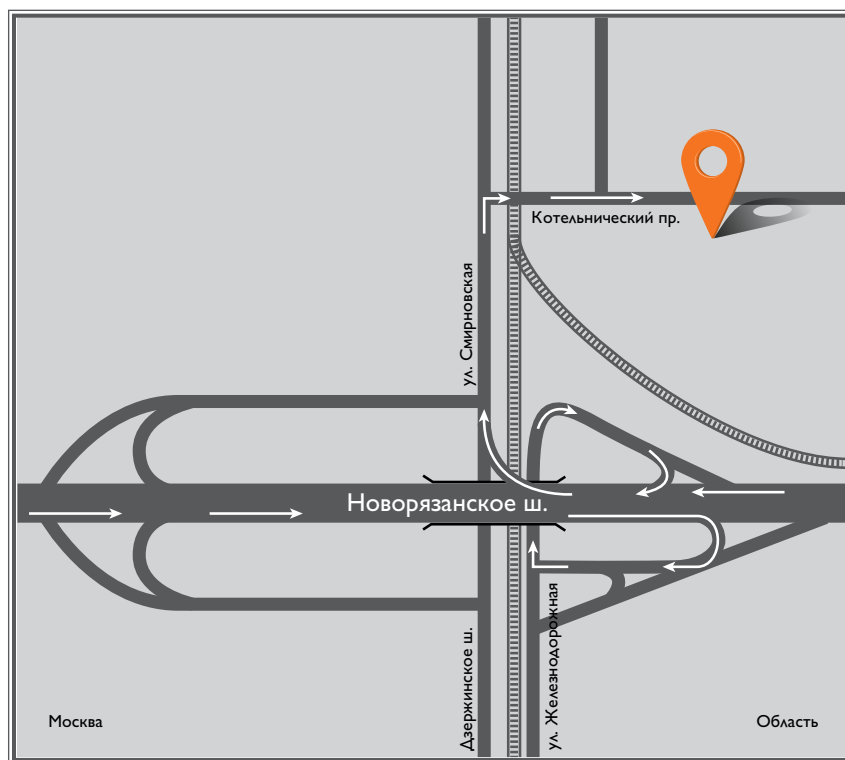 Котельнический пр.
ул. Смирновская
Новорязанское ш.
Дзержинское ш.
ул. Железнодорожная
Москва
Область